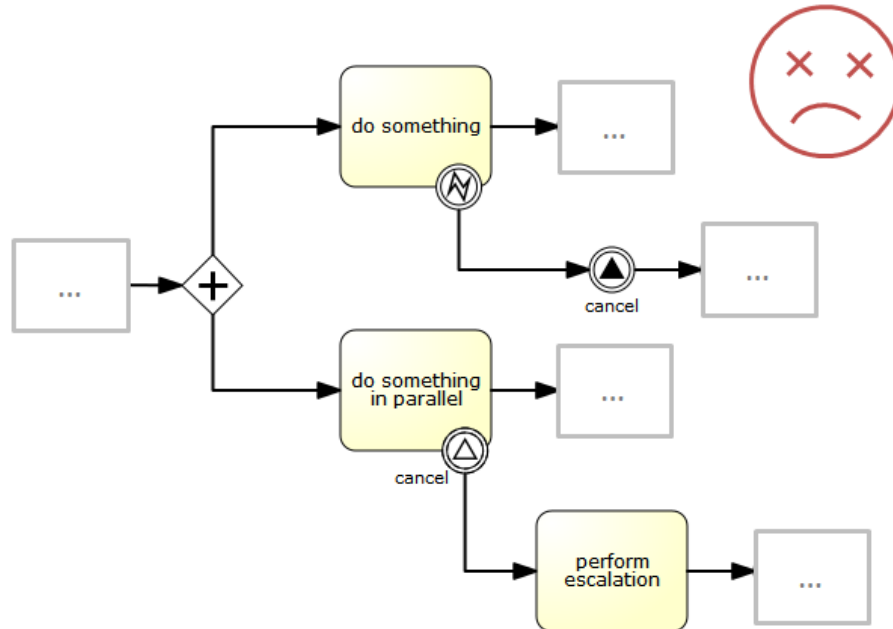 do something
...
...
...
cancel
do something
in parallel
...
cancel
perform
escalation
...